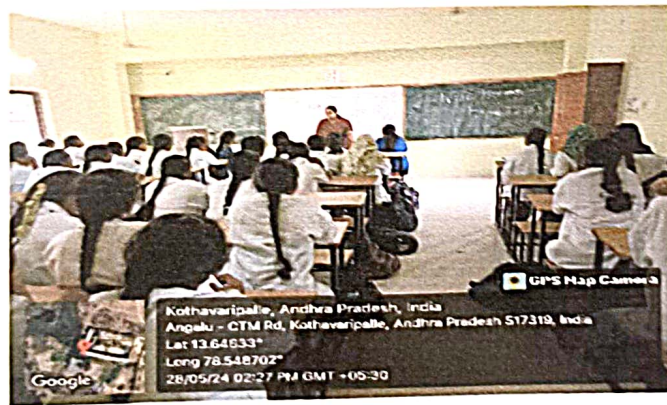 GPS Map Camera
Kothavaripalle, Andhra Pradesh, India
Angalu - CTM Rd, Kothavaripalle, Andhra Pradesh 517319, India
Lat 13.64633°
Long 78.548702°
28/05/24 02:27 PM GMT +05:30
Google